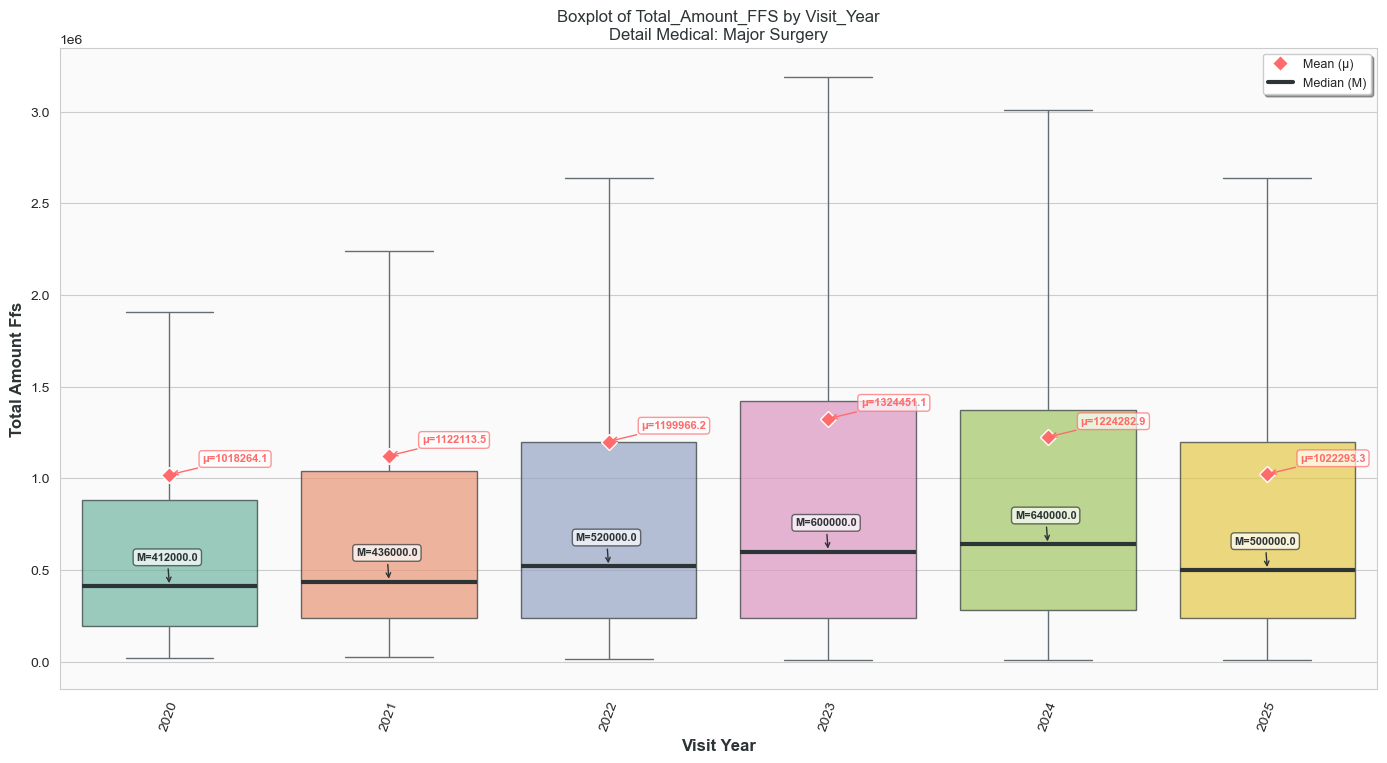 Boxplot of Total_Amount_FFS by Visit_Year
Detail Medical: Major Surgery
1e6
Mean (μ)
Median (M)
3.0
2.5
2.0
1.5
1.0
0.5
0.0
Total Amount Ffs
μ=1018264.1
μ=1122113.5
μ=1199966.2
μ=1324451.1
μ=1224282.9
μ=1022293.3
M=412000.0
M=436000.0
M=520000.0
M=600000.0
M=640000.0
M=500000.0
2020
2021
2022
2023
2024
2025
Visit Year